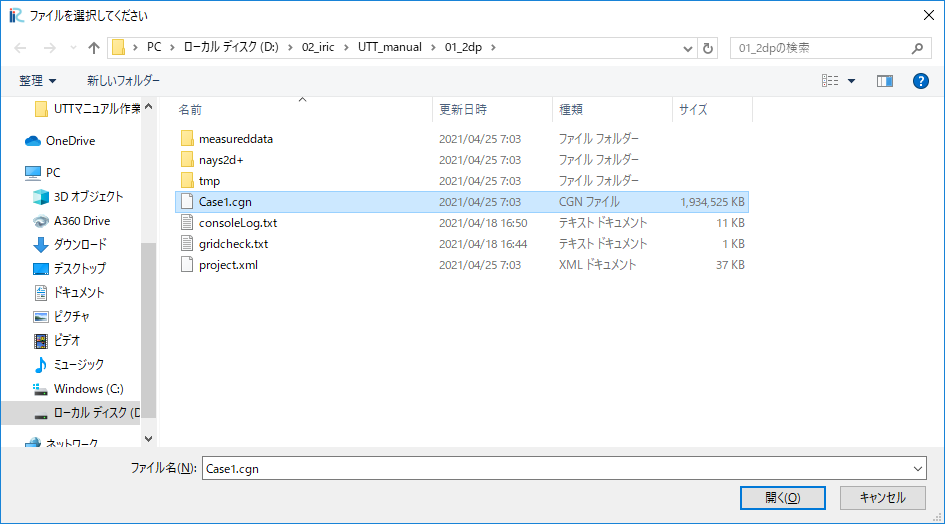 ファイルを選択してください
PC > ローカル ディスク (D:) > 02_iric > UTT_manual > 01_2dp >
01_2dpの検索
整理
新しいフォルダー
名前 更新日時 種類 サイズ
UTTマニュアル作業
OneDrive
PC
3D オブジェクト
A360 Drive
ダウンロード
デスクトップ
ドキュメント
ピクチャ
ビデオ
ミュージック
Windows (C:)
ローカル ディスク (D
ネットワーク
measureddata 2021/04/25 7:03 ファイル フォルダー
nays2d+ 2021/04/25 7:03 ファイル フォルダー
tmp 2021/04/25 7:03 ファイル フォルダー
Case1.cgn 2021/04/25 7:03 CGN ファイル 1,934,525 KB
consoleLog.txt 2021/04/18 16:50 テキスト ドキュメント 11 KB
gridcheck.txt 2021/04/18 16:44 テキスト ドキュメント 1 KB
project.xml 2021/04/25 7:03 XML ドキュメント 37 KB
ファイル名(N): Case1.cgn
開く(O) キャンセル